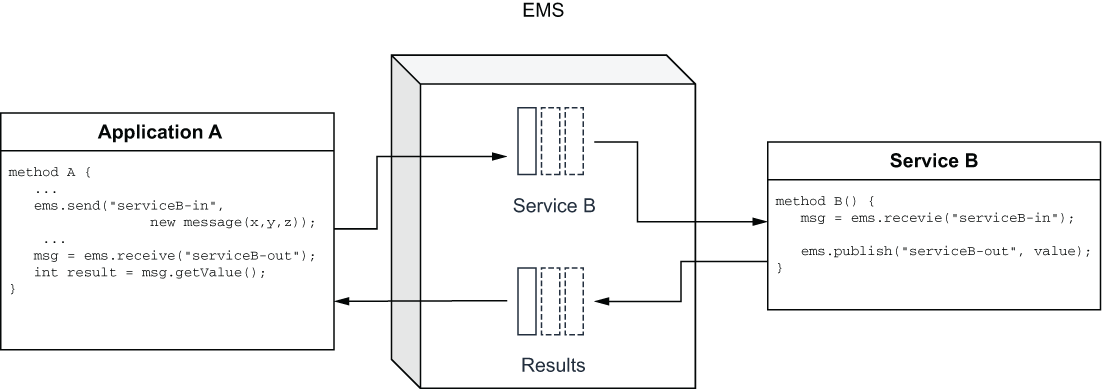 EMS
Application A
method A {
...
ems.send("serviceB-in",
new message(x,y,z));
...
msg = ems.receive("serviceB-out");
int result = msg.getValue();
}
Service B
Results
Service B
method B() {
msg = ems.recevie("serviceB-in");
ems.publish("serviceB-out", value);
}